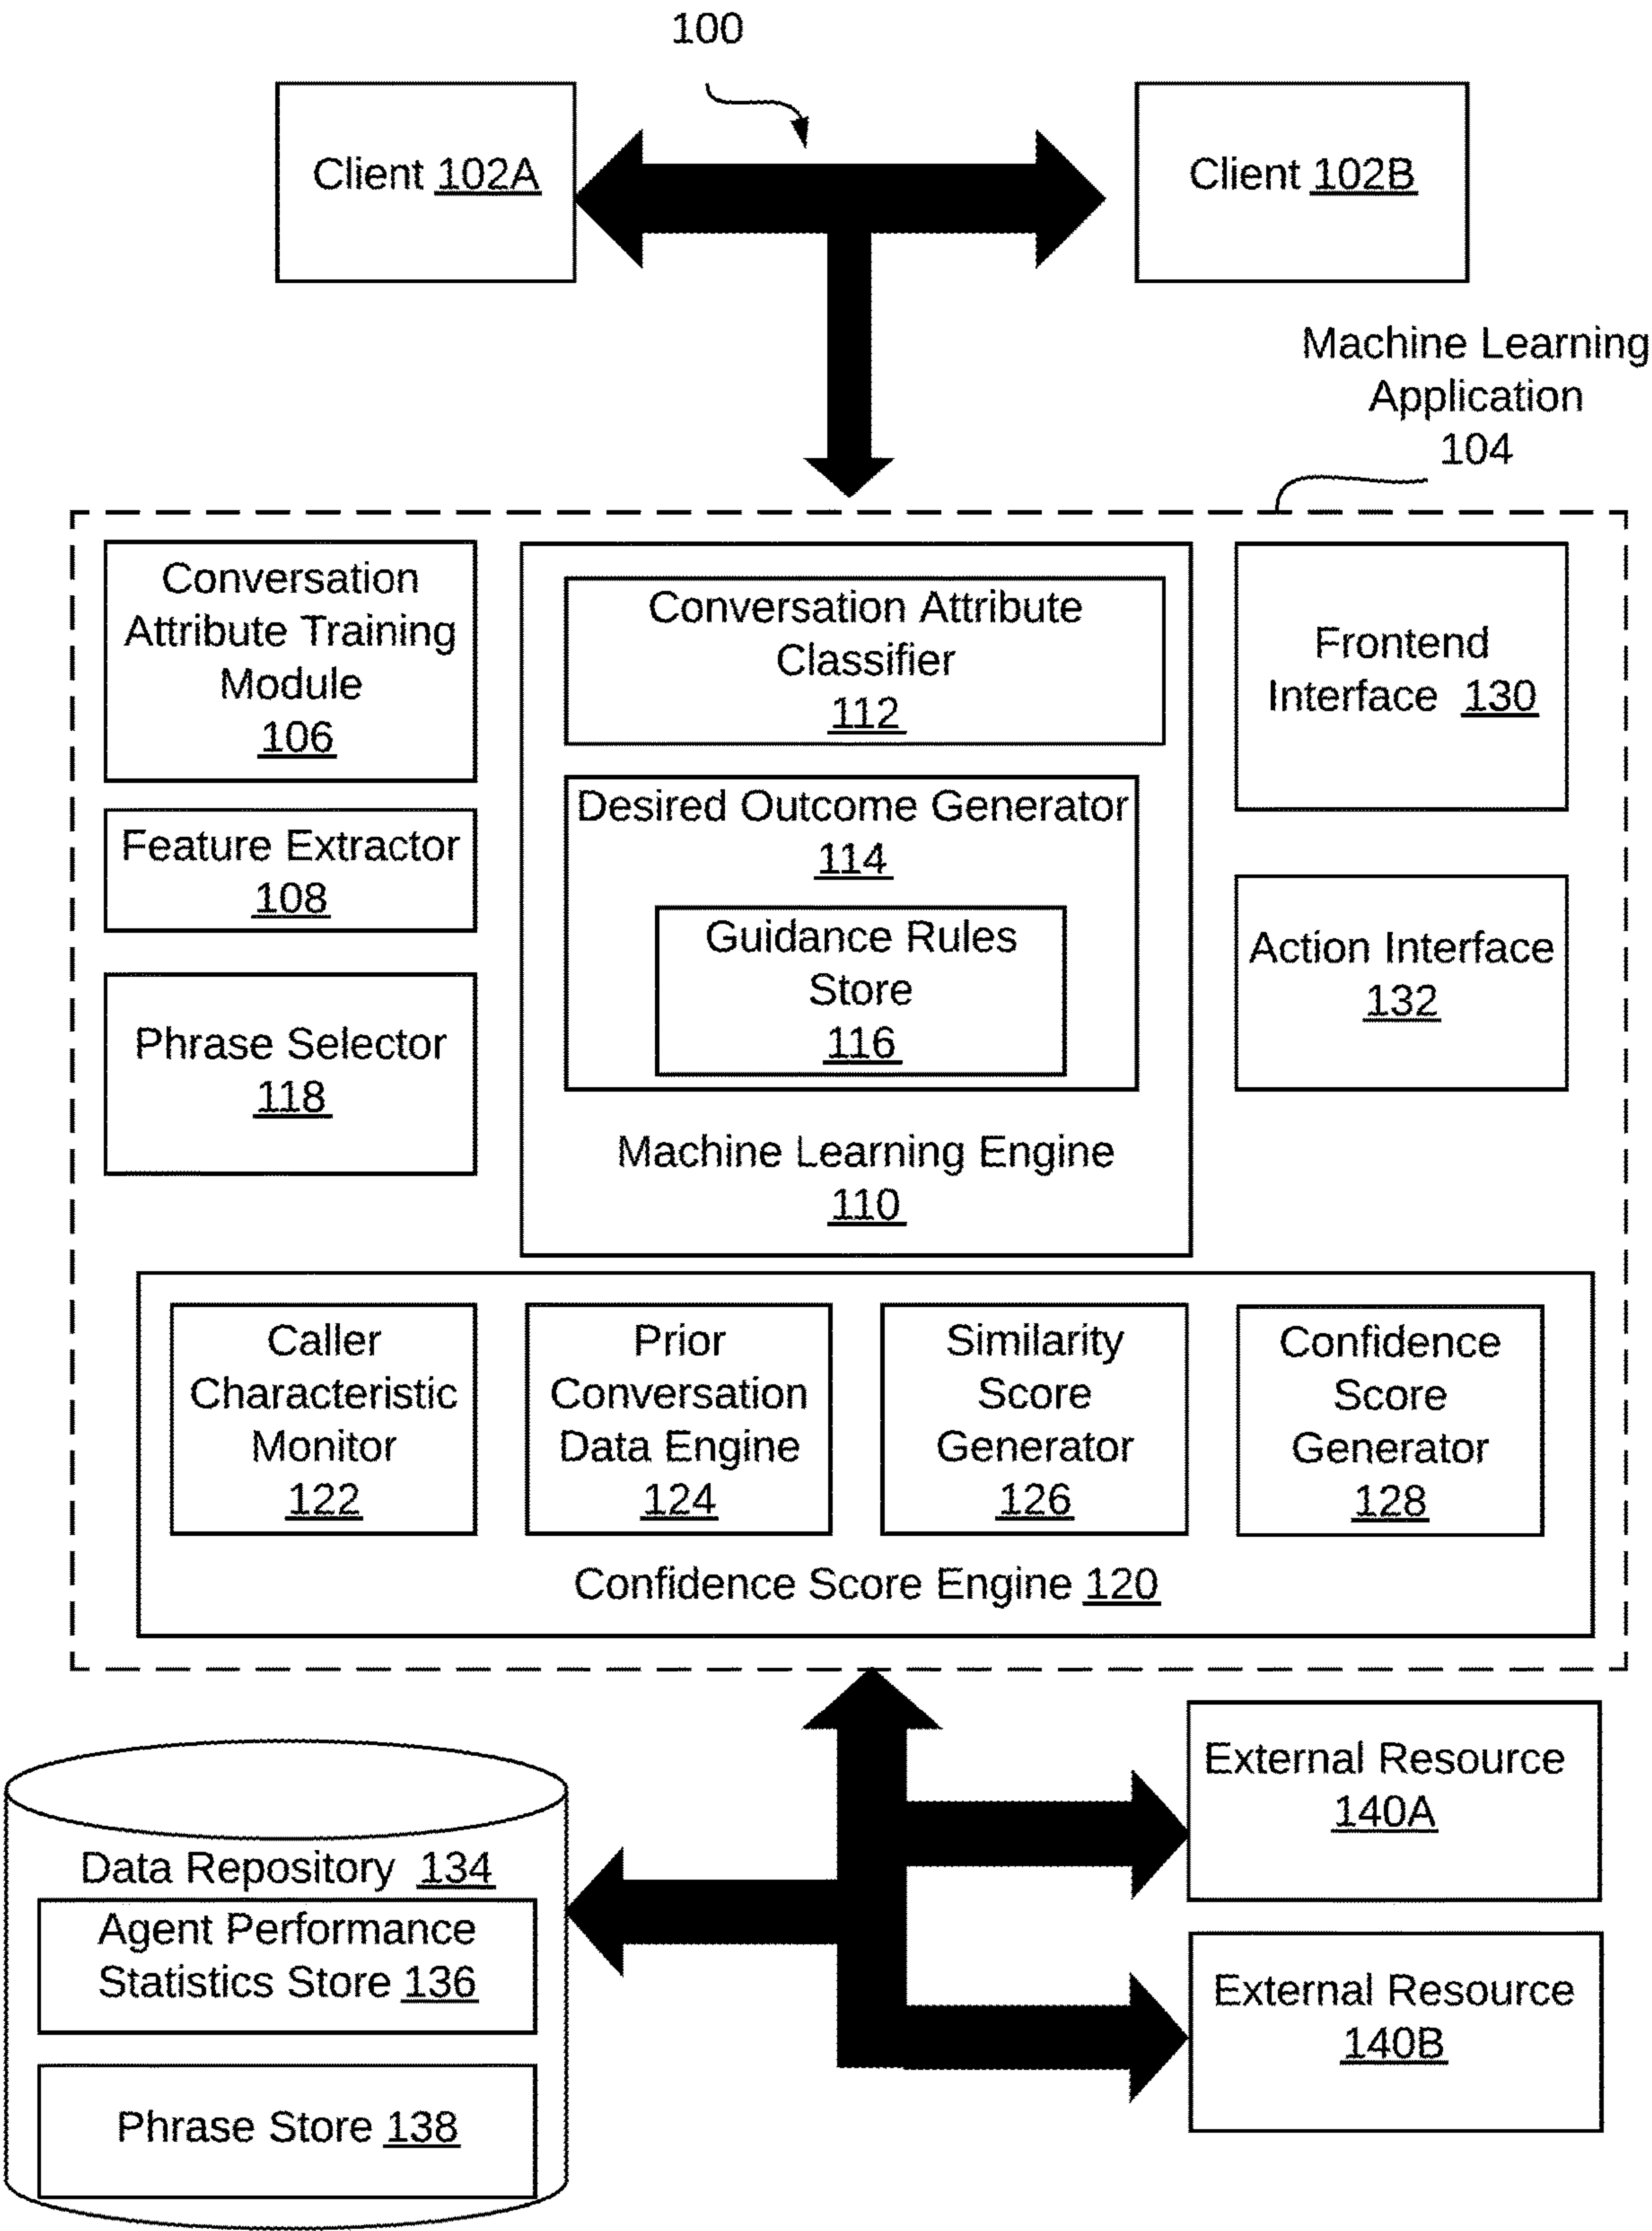 100
Client 102A
Client 102B
Machine Learning
Application
104
Conversation
Attribute Training
Module
106
Feature Extractor
108
Phrase Selector
118
Conversation Attribute
Classifier
112
Desired Outcome Generator
114
Guidance Rules
Store
116
Machine Learning Engine
110
Frontend
Interface 130
Action Interface
132
Caller
Characteristic
Monitor
122
Prior
Conversation
Data Engine
124
Similarity
Score
Generator
126
Confidence
Score
Generator
128
Confidence Score Engine 120
Data Repository 134
Agent Performance
Statistics Store 136
Phrase Store 138
External Resource
140A
External Resource
140B